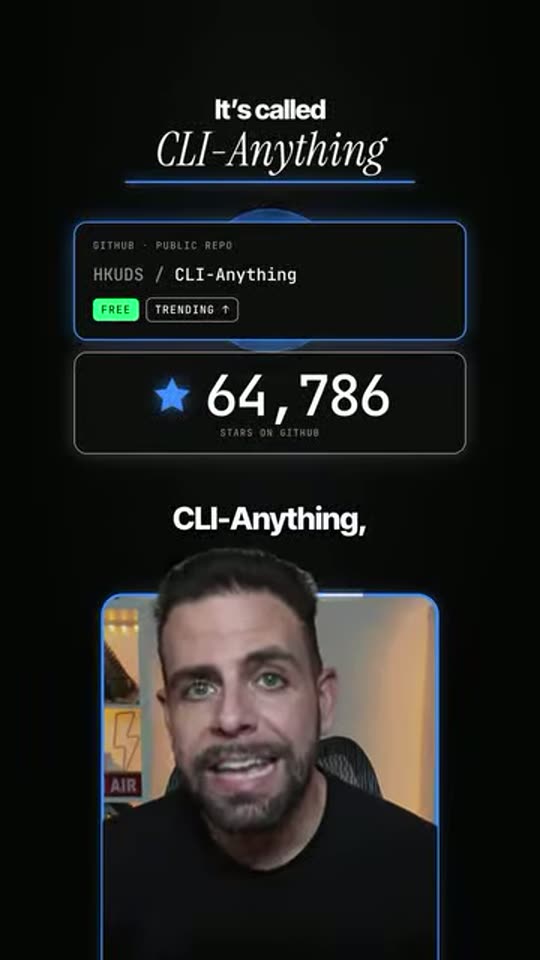 It's called
CLI-Anything
GITHUB · PUBLIC REPO
HKUDS / CLI-Anything
FREE
TRENDING ↑
64,786
STARS ON GITHUB
CLI-Anything,
AIR